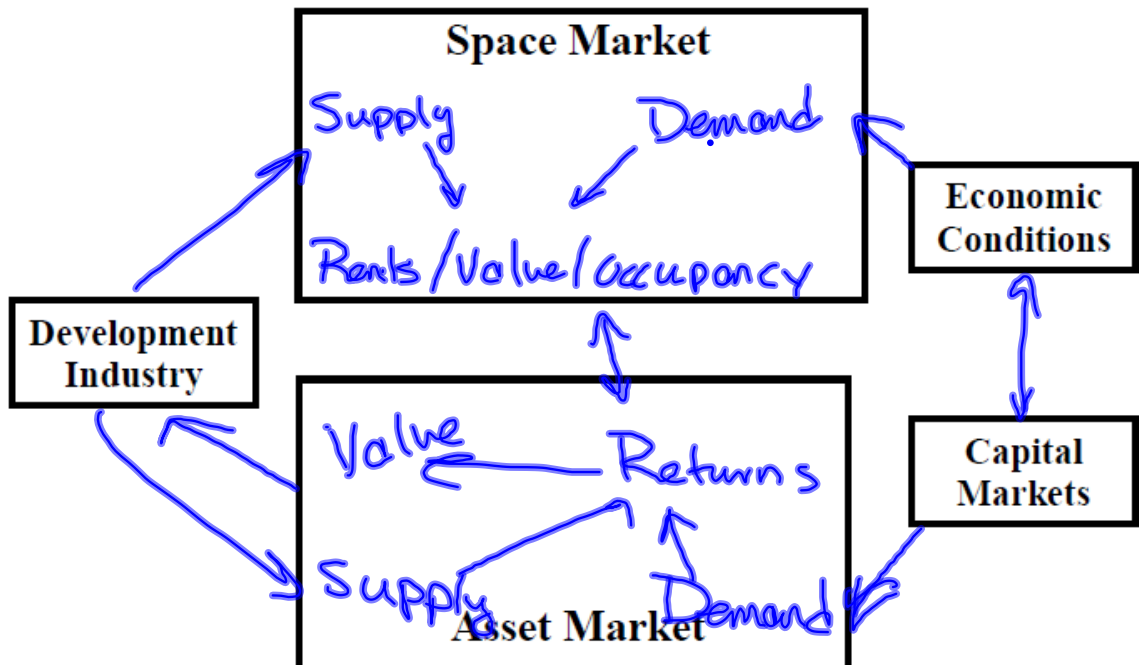 Space Market
Supply Demand
Rents/Value/Occupancy
Economic
Conditions
Development
Industry
Value Returns
Capital
Markets
Supply Demand
Asset Market